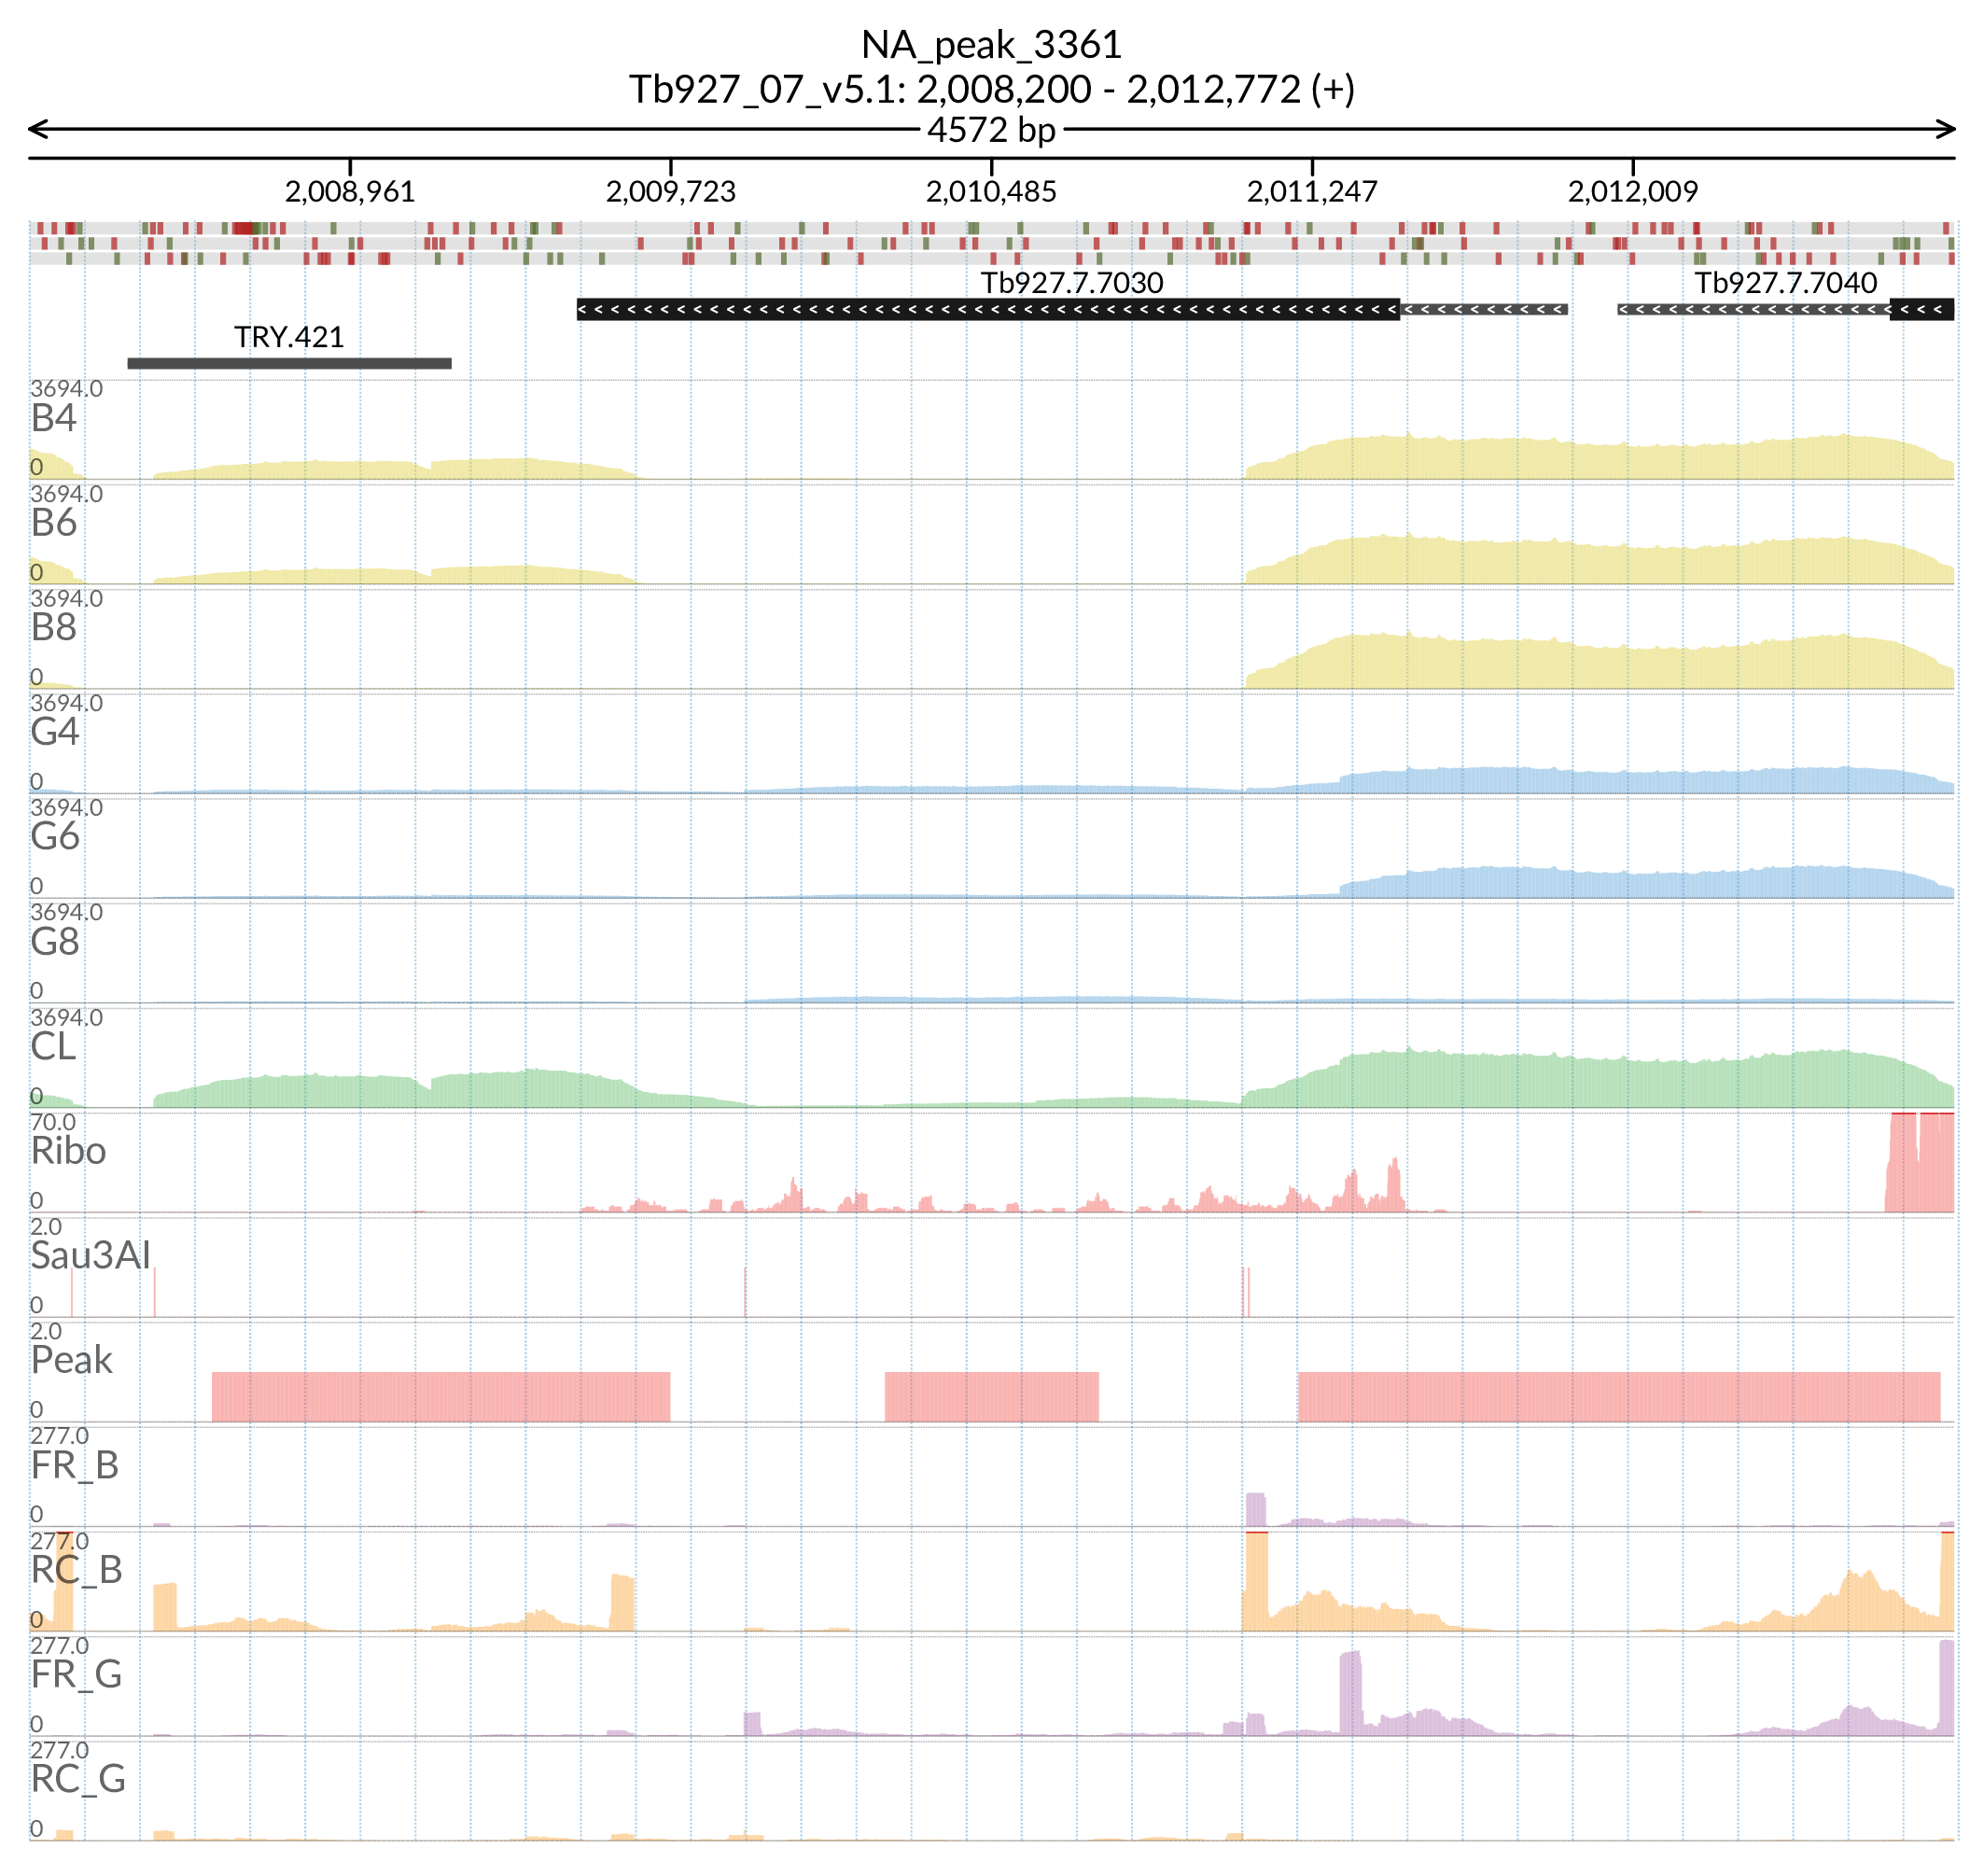 NA_peak_3361
Tb927_07_v5.1: 2,008,200 - 2,012,772 (+)
4572 bp
2,008,961 2,009,723 2,010,485 2,011,247 2,012,009
Tb927.7.7030 Tb927.7.7040
TRY.421
3694.0
B4
0
3694.0
B6
0
3694.0
B8
0
3694.0
G4
0
3694.0
G6
0
3694.0
G8
0
3694.0
CL
0
70.0
Ribo
0
2.0
Sau3AI
0
2.0
Peak
0
277.0
FR_B
0
277.0
RC_B
0
277.0
FR_G
0
277.0
RC_G
0